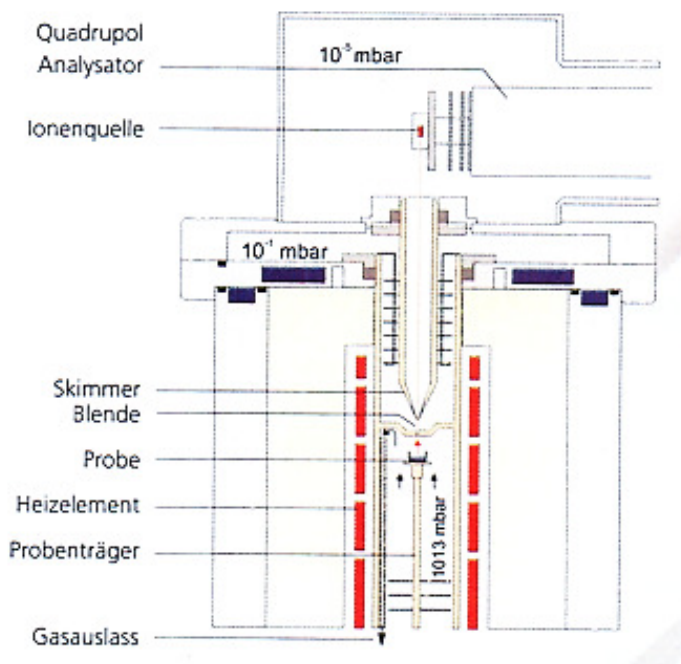 Quadrupol
Analysator
10⁻⁵ mbar
Ionenquelle
10⁻¹ mbar
Skimmer
Blende
Probe
Heizelement
Probenträger
1013 mbar
Gasauslass